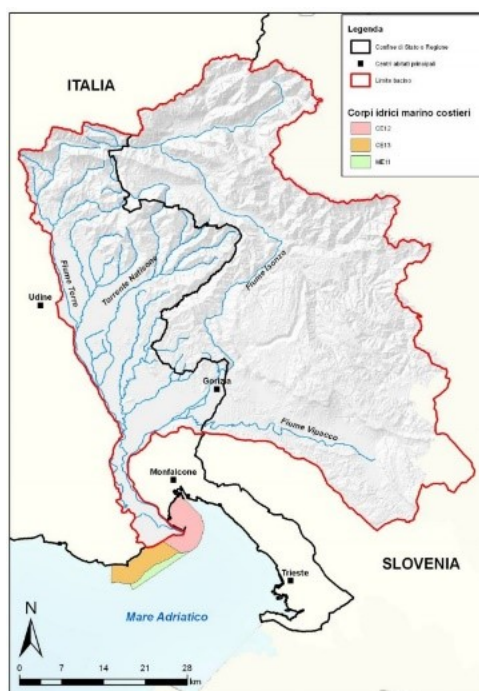 Legenda
Confine di Stato e Regione
Centri abitati principali
Limite bacino
Corpi idrici marino costieri
CE12
CE13
ME11
ITALIA
Udine
Fiume Torre
Torrente Natisone
Fiume Isonzo
Gorizia
Fiume Vipacco
Monfalcone
SLOVENIA
Trieste
Mare Adriatico
N
0 7 14 21 28
km